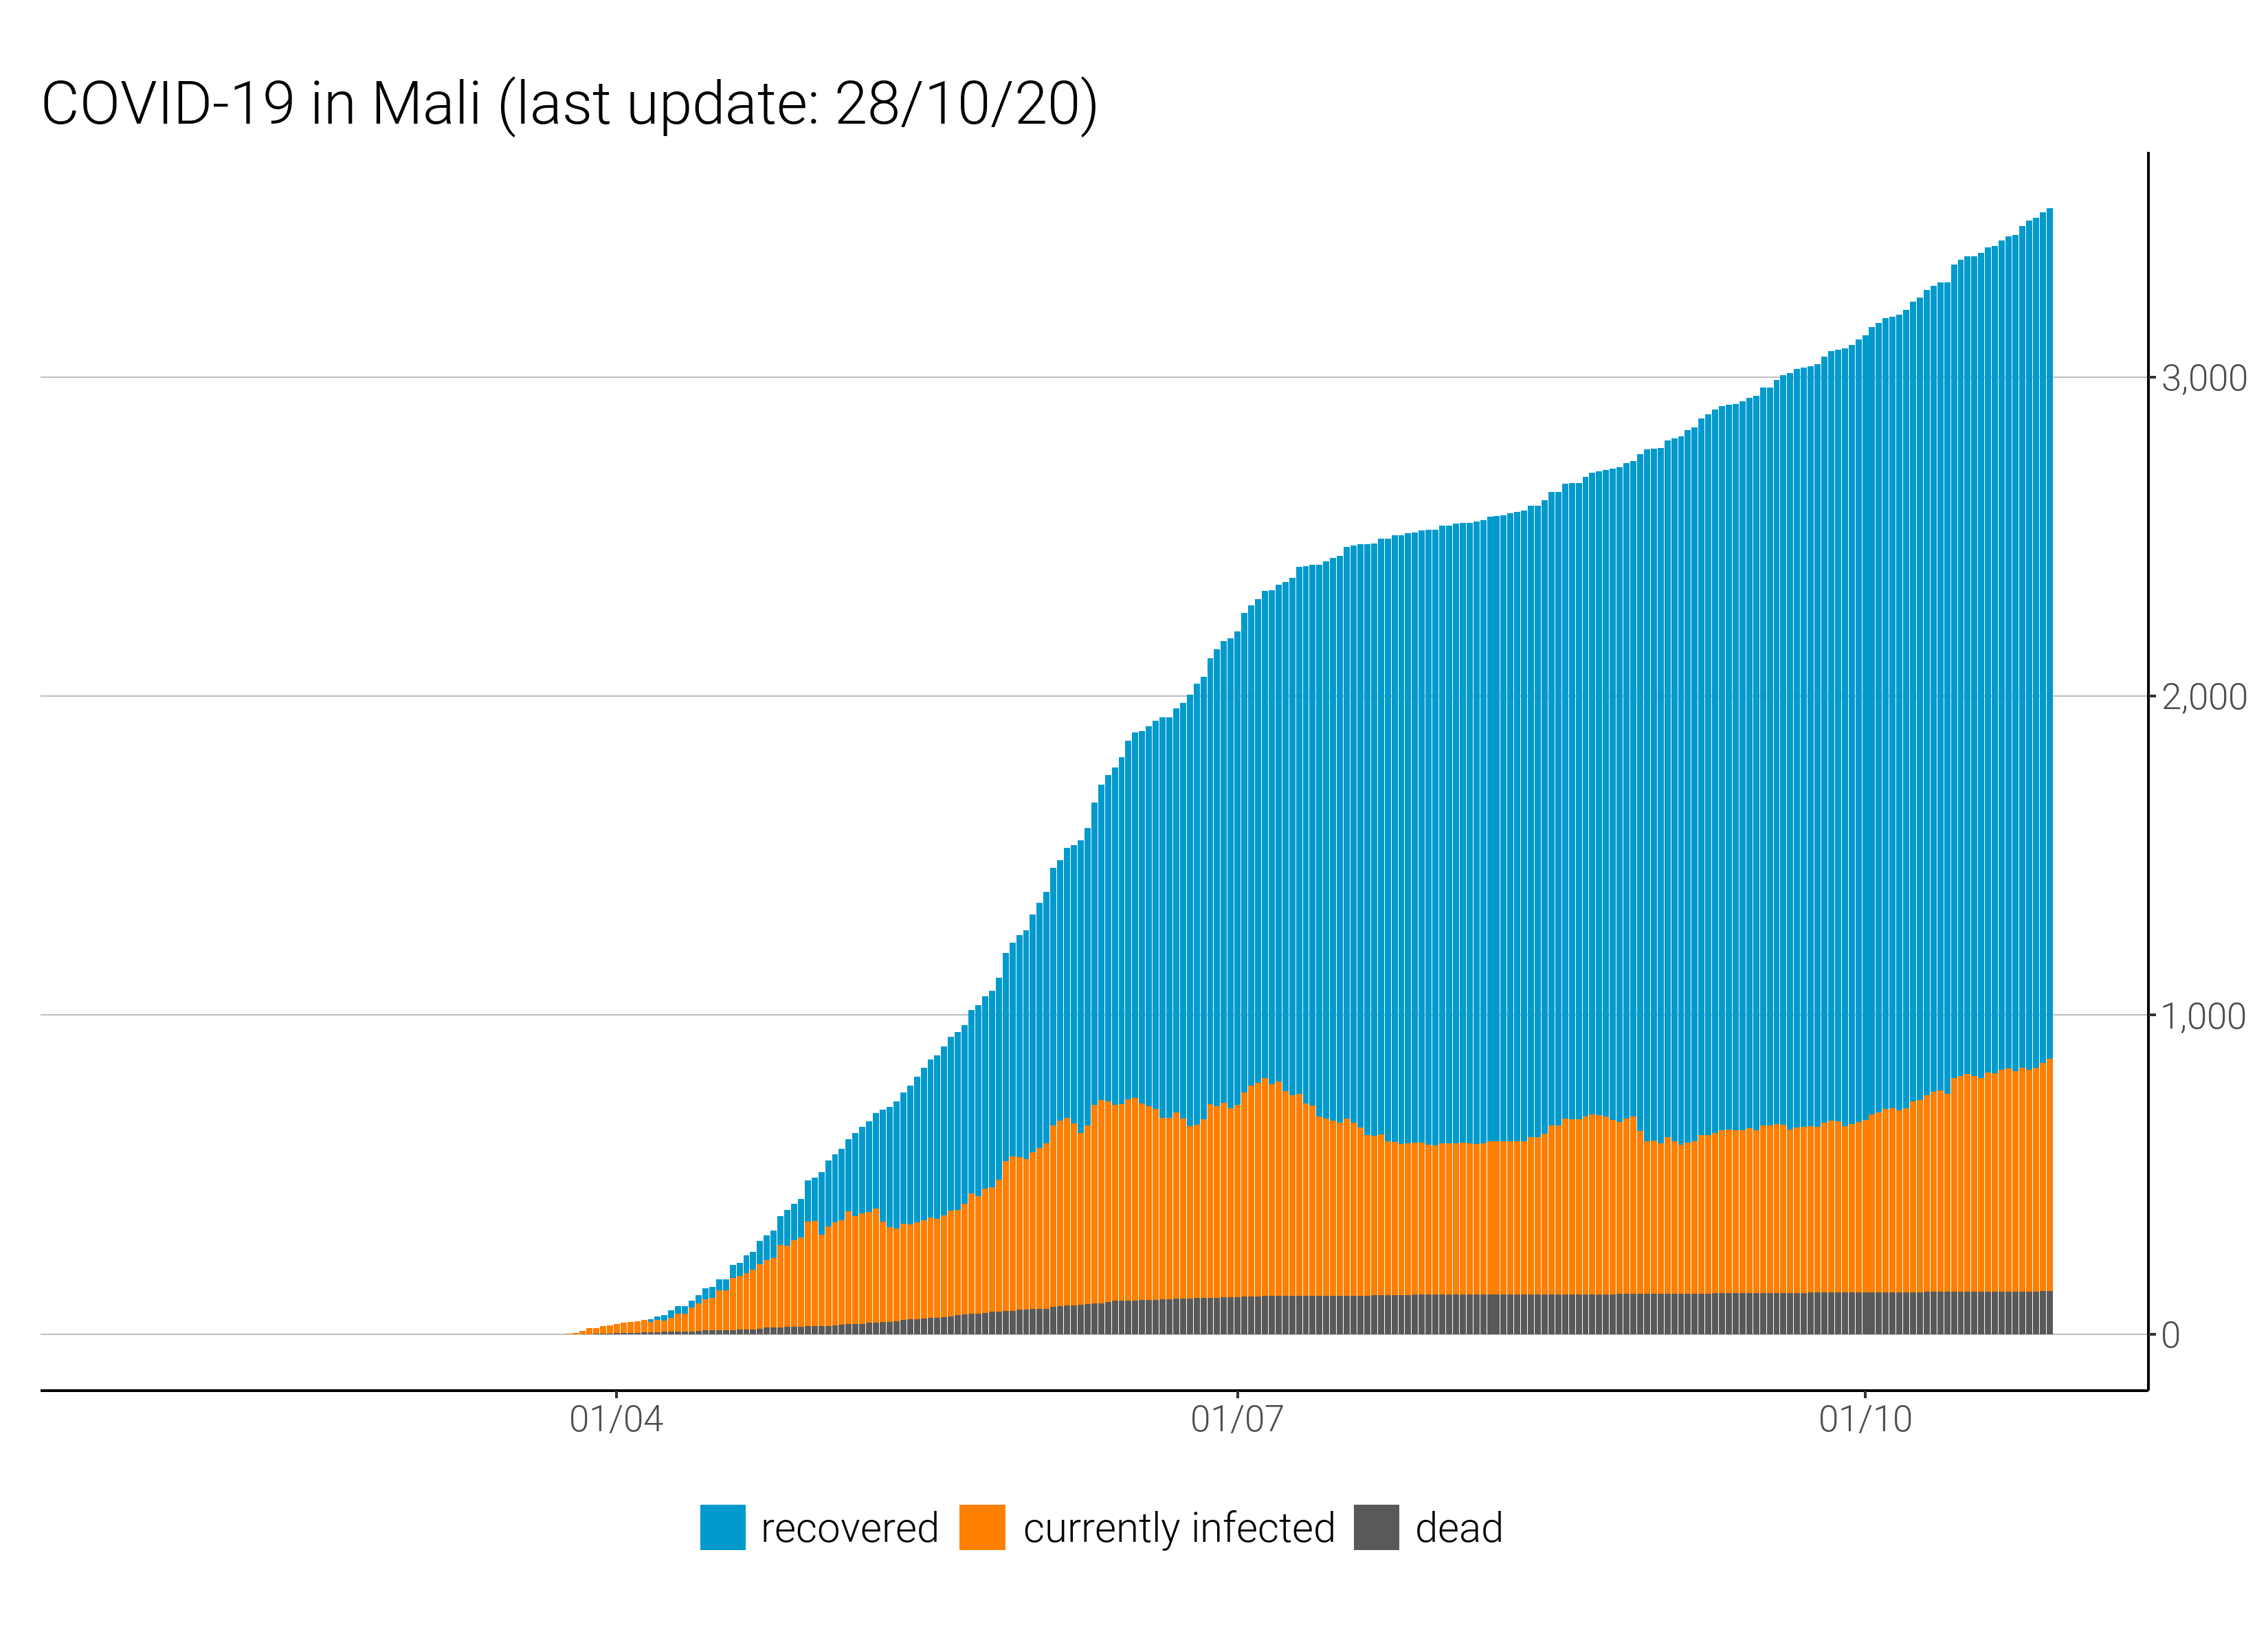 COVID-19 in Mali (last update: 28/10/20)
3,000
2,000
1,000
0
01/04 01/07 01/10
recovered currently infected dead